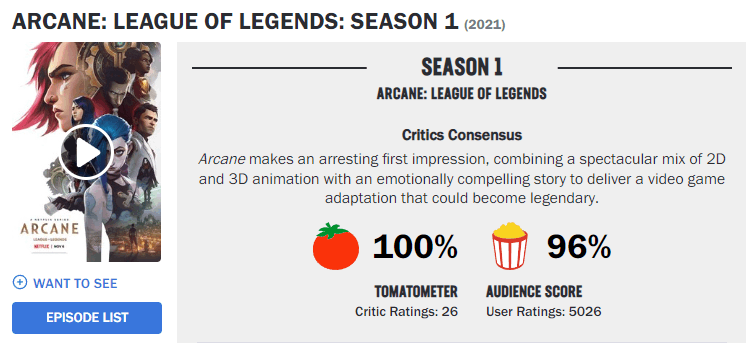 ARCANE: LEAGUE OF LEGENDS: SEASON 1 (2021)
SEASON 1
ARCANE: LEAGUE OF LEGENDS
Critics Consensus
Arcane makes an arresting first impression, combining a spectacular mix of 2D
and 3D animation with an emotionally compelling story to deliver a video game
adaptation that could become legendary.
100%
96%
TOMATOMETER
AUDIENCE SCORE
Critic Ratings: 26
User Ratings: 5026
A NETFLIX SERIES
ARCANE
LEAGUE OF LEGENDS
NETFLIX | NOV 6
WANT TO SEE
EPISODE LIST